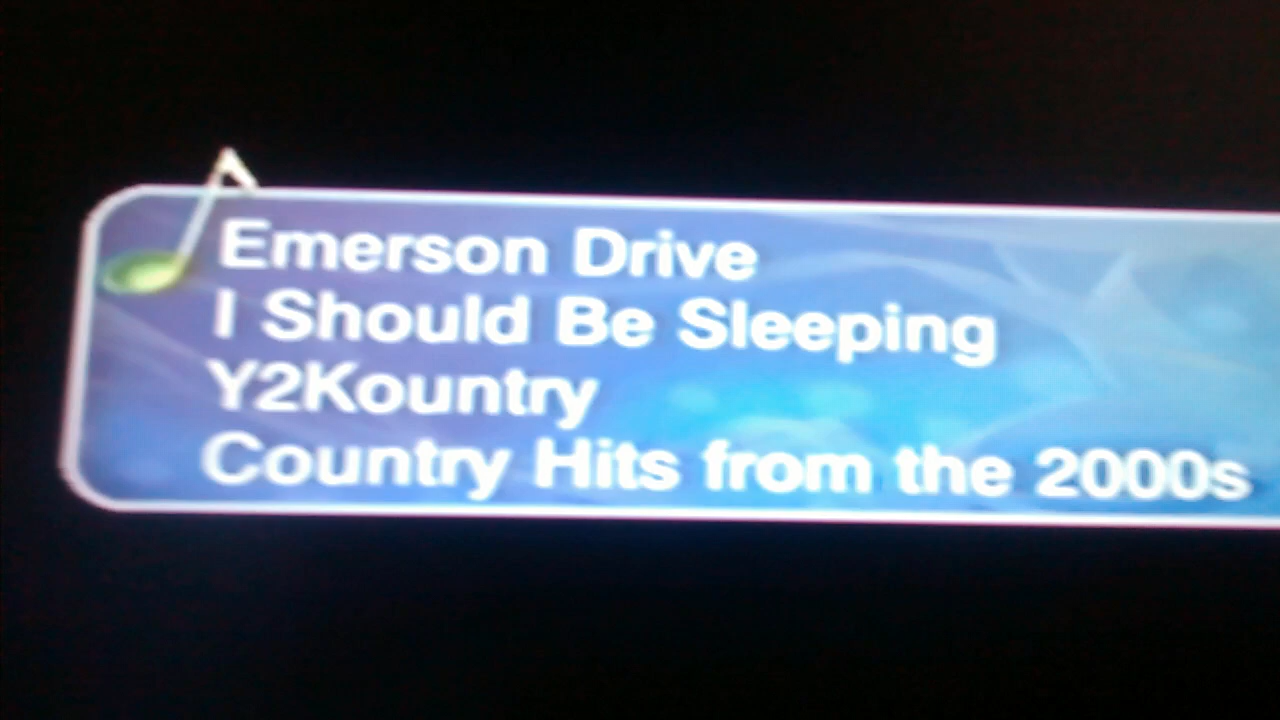 Emerson Drive
I Should Be Sleeping
Y2Kountry
Country Hits from the 2000s